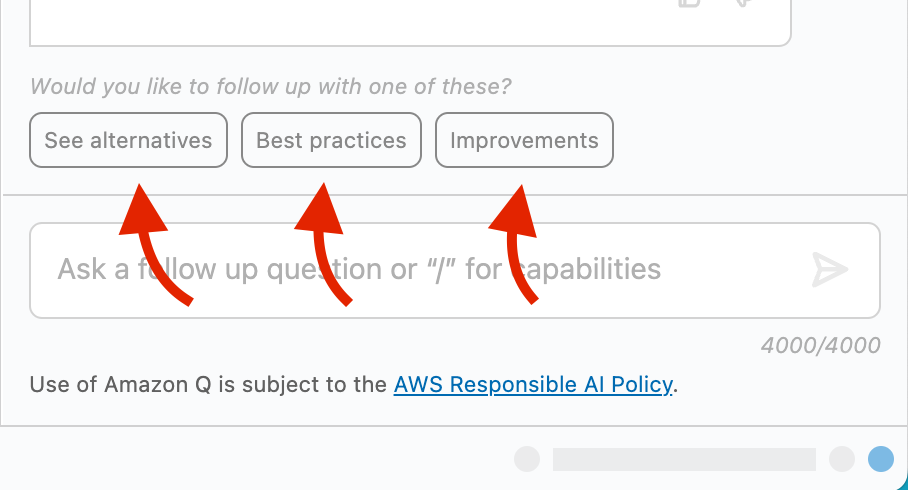 Would you like to follow up with one of these?
See alternatives Best practices Improvements
Ask a follow up question or “/” for capabilities
4000/4000
Use of Amazon Q is subject to the AWS Responsible AI Policy.